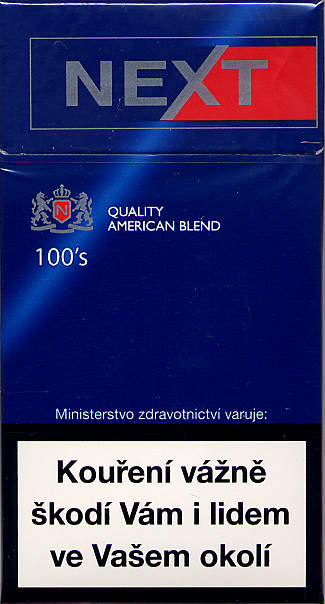 NEXT
N
QUALITY
AMERICAN BLEND
100's
Ministerstvo zdravotnictví varuje:
Kouření vážně
škodí Vám i lidem
ve Vašem okolí